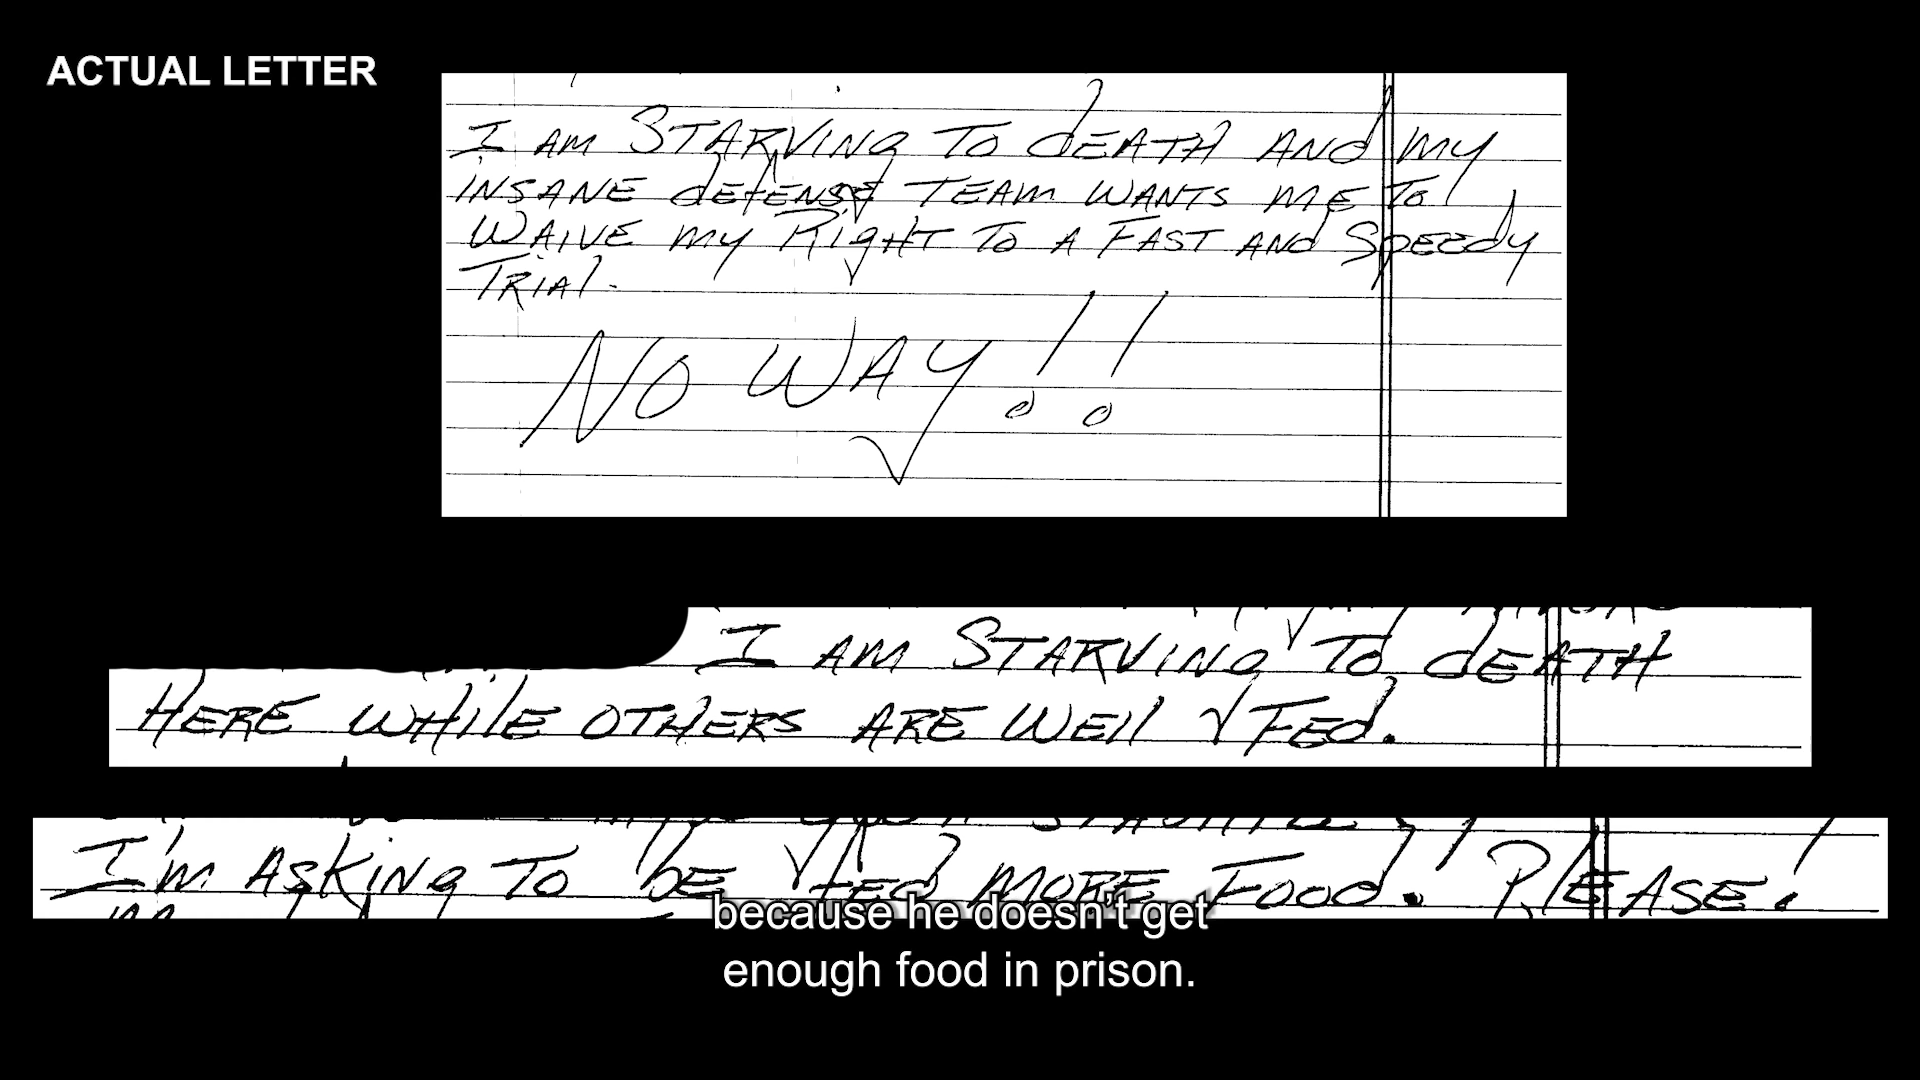 ACTUAL LETTER
I AM STARVING TO dEATH ANd MY
INSANE dEFENSE TEAM WANTS ME TO
WAIVE MY RIGHT TO A FAST ANd SPEEdY
TRIAl.
NO WAY!!
I AM STARVING TO dEATH
HERE WHIlE OTHERS ARE WEll FEd.
I'M ASKING TO bE FEd MORE FOOd. PlEASE!
because he doesn't get
enough food in prison.